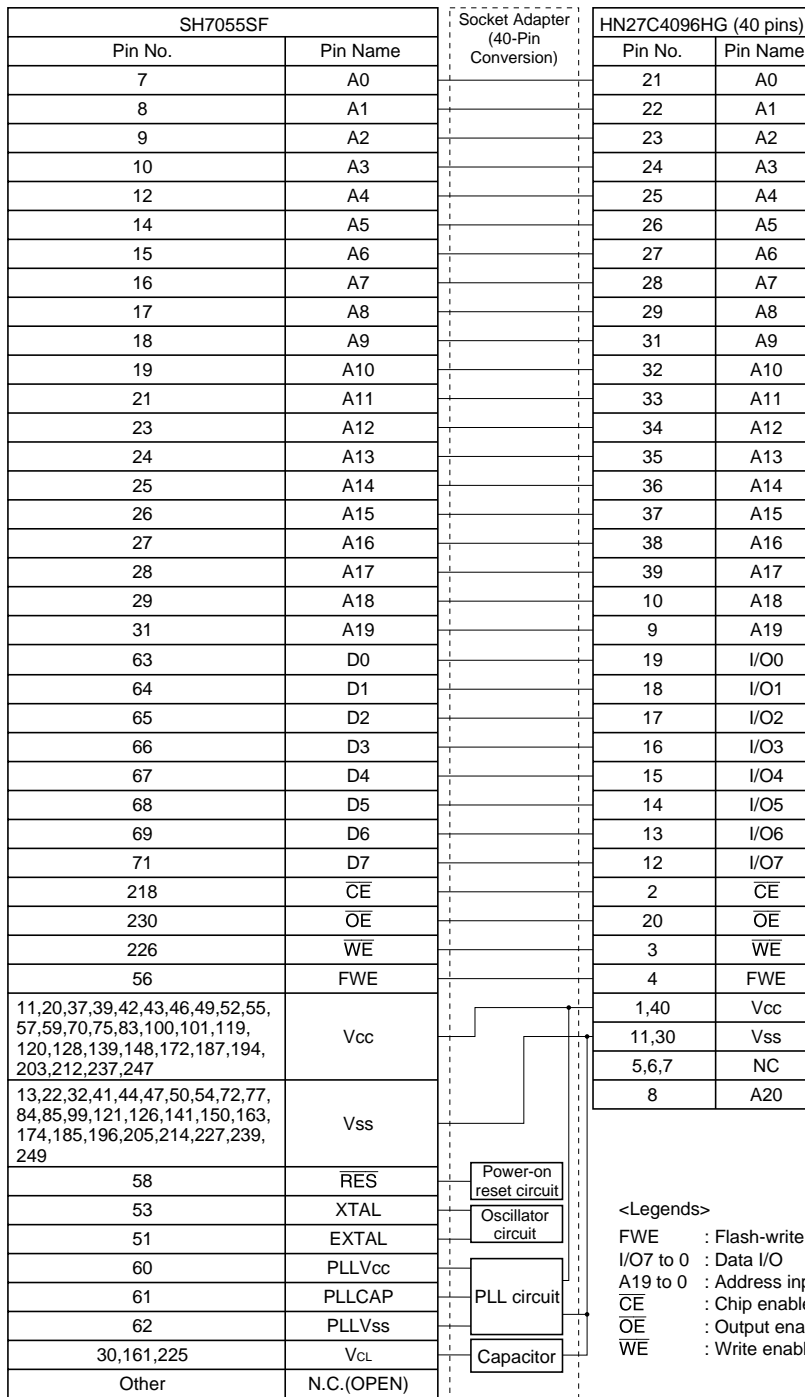 SH7055SF
Socket Adapter
(40-Pin
Conversion)
HN27C4096HG (40 pins)
Pin No. Pin Name Pin No. Pin Name
7 A0 21 A0
8 A1 22 A1
9 A2 23 A2
10 A3 24 A3
12 A4 25 A4
14 A5 26 A5
15 A6 27 A6
16 A7 28 A7
17 A8 29 A8
18 A9 31 A9
19 A10 32 A10
21 A11 33 A11
23 A12 34 A12
24 A13 35 A13
25 A14 36 A14
26 A15 37 A15
27 A16 38 A16
28 A17 39 A17
29 A18 10 A18
31 A19 9 A19
63 D0 19 I/O0
64 D1 18 I/O1
65 D2 17 I/O2
66 D3 16 I/O3
67 D4 15 I/O4
68 D5 14 I/O5
69 D6 13 I/O6
71 D7 12 I/O7
218 C̅E̅ 2 C̅E̅
230 O̅E̅ 20 O̅E̅
226 W̅E̅ 3 W̅E̅
56 FWE 4 FWE
11,20,37,39,42,43,46,49,52,55,
57,59,70,75,83,100,101,119,
120,128,139,148,172,187,194,
203,212,237,247
Vcc
1,40 Vcc
11,30 Vss
5,6,7 NC
8 A20
13,22,32,41,44,47,50,54,72,77,
84,85,99,121,126,141,150,163,
174,185,196,205,214,227,239,
249
Vss
58 R̅E̅S̅
Power-on
reset circuit
53 XTAL
51 EXTAL
Oscillator
circuit
60 PLLVcc
61 PLLCAP
62 PLLVss
PLL circuit
30,161,225 VCL
Capacitor
Other N.C.(OPEN)
<Legends>
FWE : Flash-write
I/O7 to 0 : Data I/O
A19 to 0 : Address
C̅E̅ : Chip
O̅E̅ : Output
W̅E̅ : Write